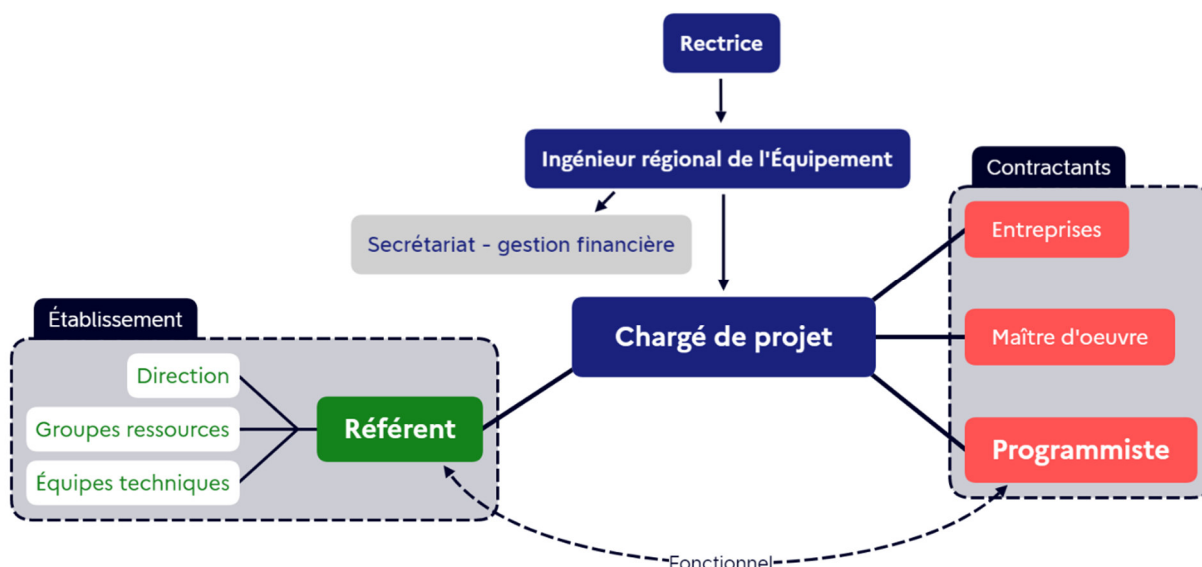 Rectrice
Ingénieur régional de l'Équipement
Contractants
Secrétariat - gestion financière
Entreprises
Établissement
Chargé de projet
Maître d'oeuvre
Direction
Groupes ressources
Référent
Programmiste
Équipes techniques
Fonctionnel